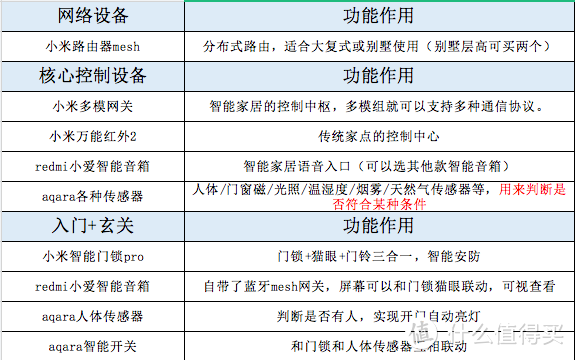 网络设备 功能作用
小米路由器mesh 分布式路由，适合大复式或别墅使用（别墅层高可买两个）
核心控制设备 功能作用
小米多模网关 智能家居的控制中枢，多模组就可以支持多种通信协议。
小米万能红外2 传统家点的控制中心
redmi小爱智能音箱 智能家居语音入口（可以选其他款智能音箱）
aqara各种传感器 人体/门窗磁/光照/温湿度/烟雾/天然气传感器等，用来判断是
否符合某种条件
入门+玄关 功能作用
小米智能门锁pro 门锁+猫眼+门铃三合一，智能安防
redmi小爱智能音箱 自带了蓝牙mesh网关，屏幕可以和门锁猫眼联动，可视查看
aqara人体传感器 判断是否有人，实现开门自动亮灯
aqara智能开关 和门锁和人体传感器互相联动
值 什么值得买